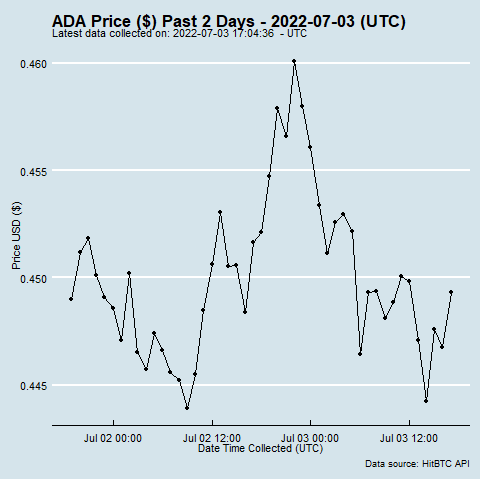 ADA Price ($) Past 2 Days - 2022-07-03 (UTC)
Latest data collected on: 2022-07-03 17:04:36  - UTC
0.460
0.455
0.450
0.445
Price USD ($)
Jul 02 00:00
Jul 02 12:00
Jul 03 00:00
Jul 03 12:00
Date Time Collected (UTC)
Data source: HitBTC API